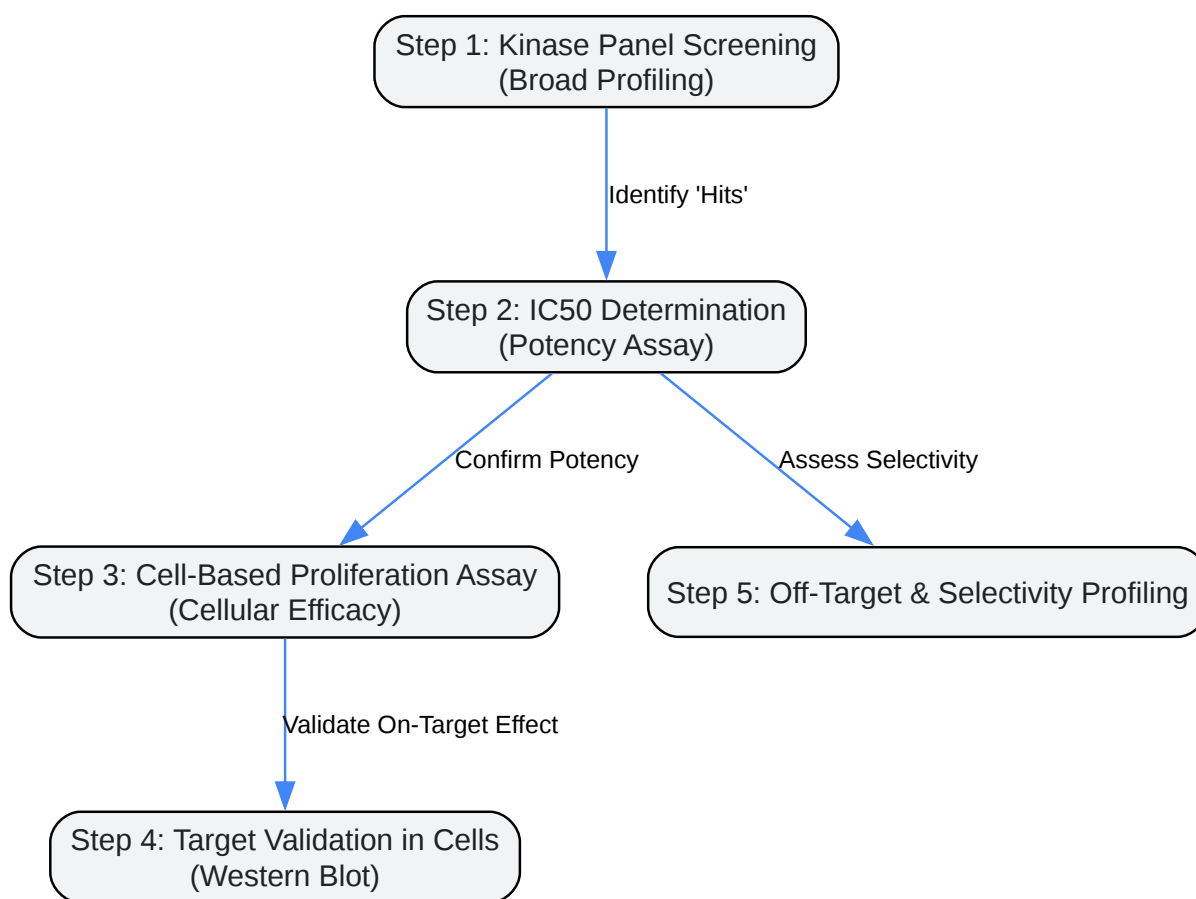 Step 1: Kinase Panel Screening
(Broad Profiling)
Identify 'Hits'
Step 2: IC50 Determination
(Potency Assay)
Confirm Potency
Assess Selectivity
Step 3: Cell-Based Proliferation Assay
(Cellular Efficacy)
Step 5: Off-Target & Selectivity Profiling
Validate On-Target Effect
Step 4: Target Validation in Cells
(Western Blot)